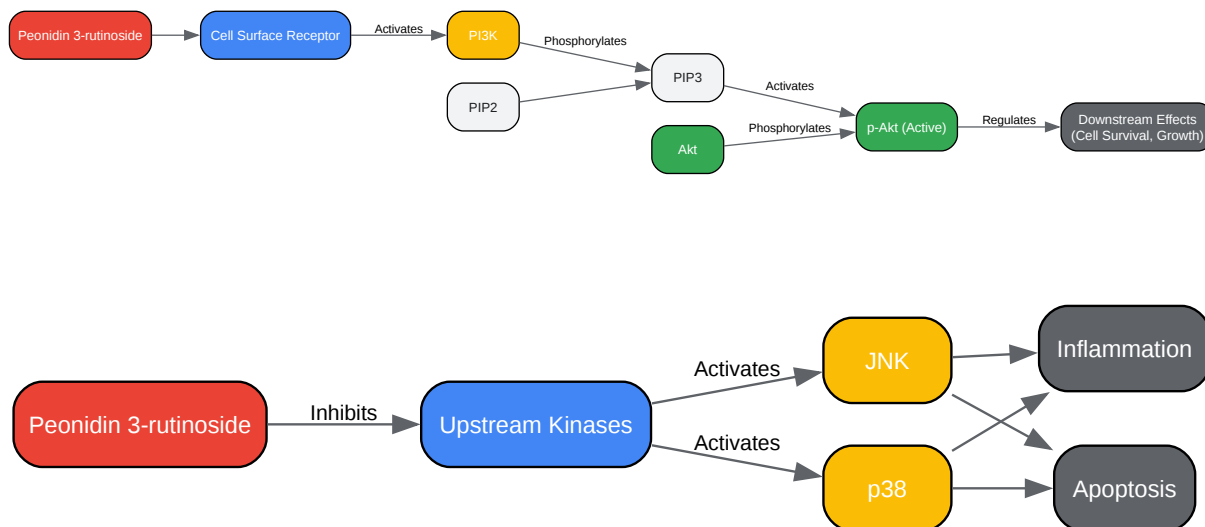 Peonidin 3-rutinoside
Cell Surface Receptor
Activates
PI3K
Phosphorylates
PIP2
PIP3
Activates
Akt
Phosphorylates
p-Akt (Active)
Regulates
Downstream Effects
(Cell Survival, Growth)
Peonidin 3-rutinoside
Inhibits
Upstream Kinases
Activates
JNK
Activates
p38
Inflammation
Apoptosis